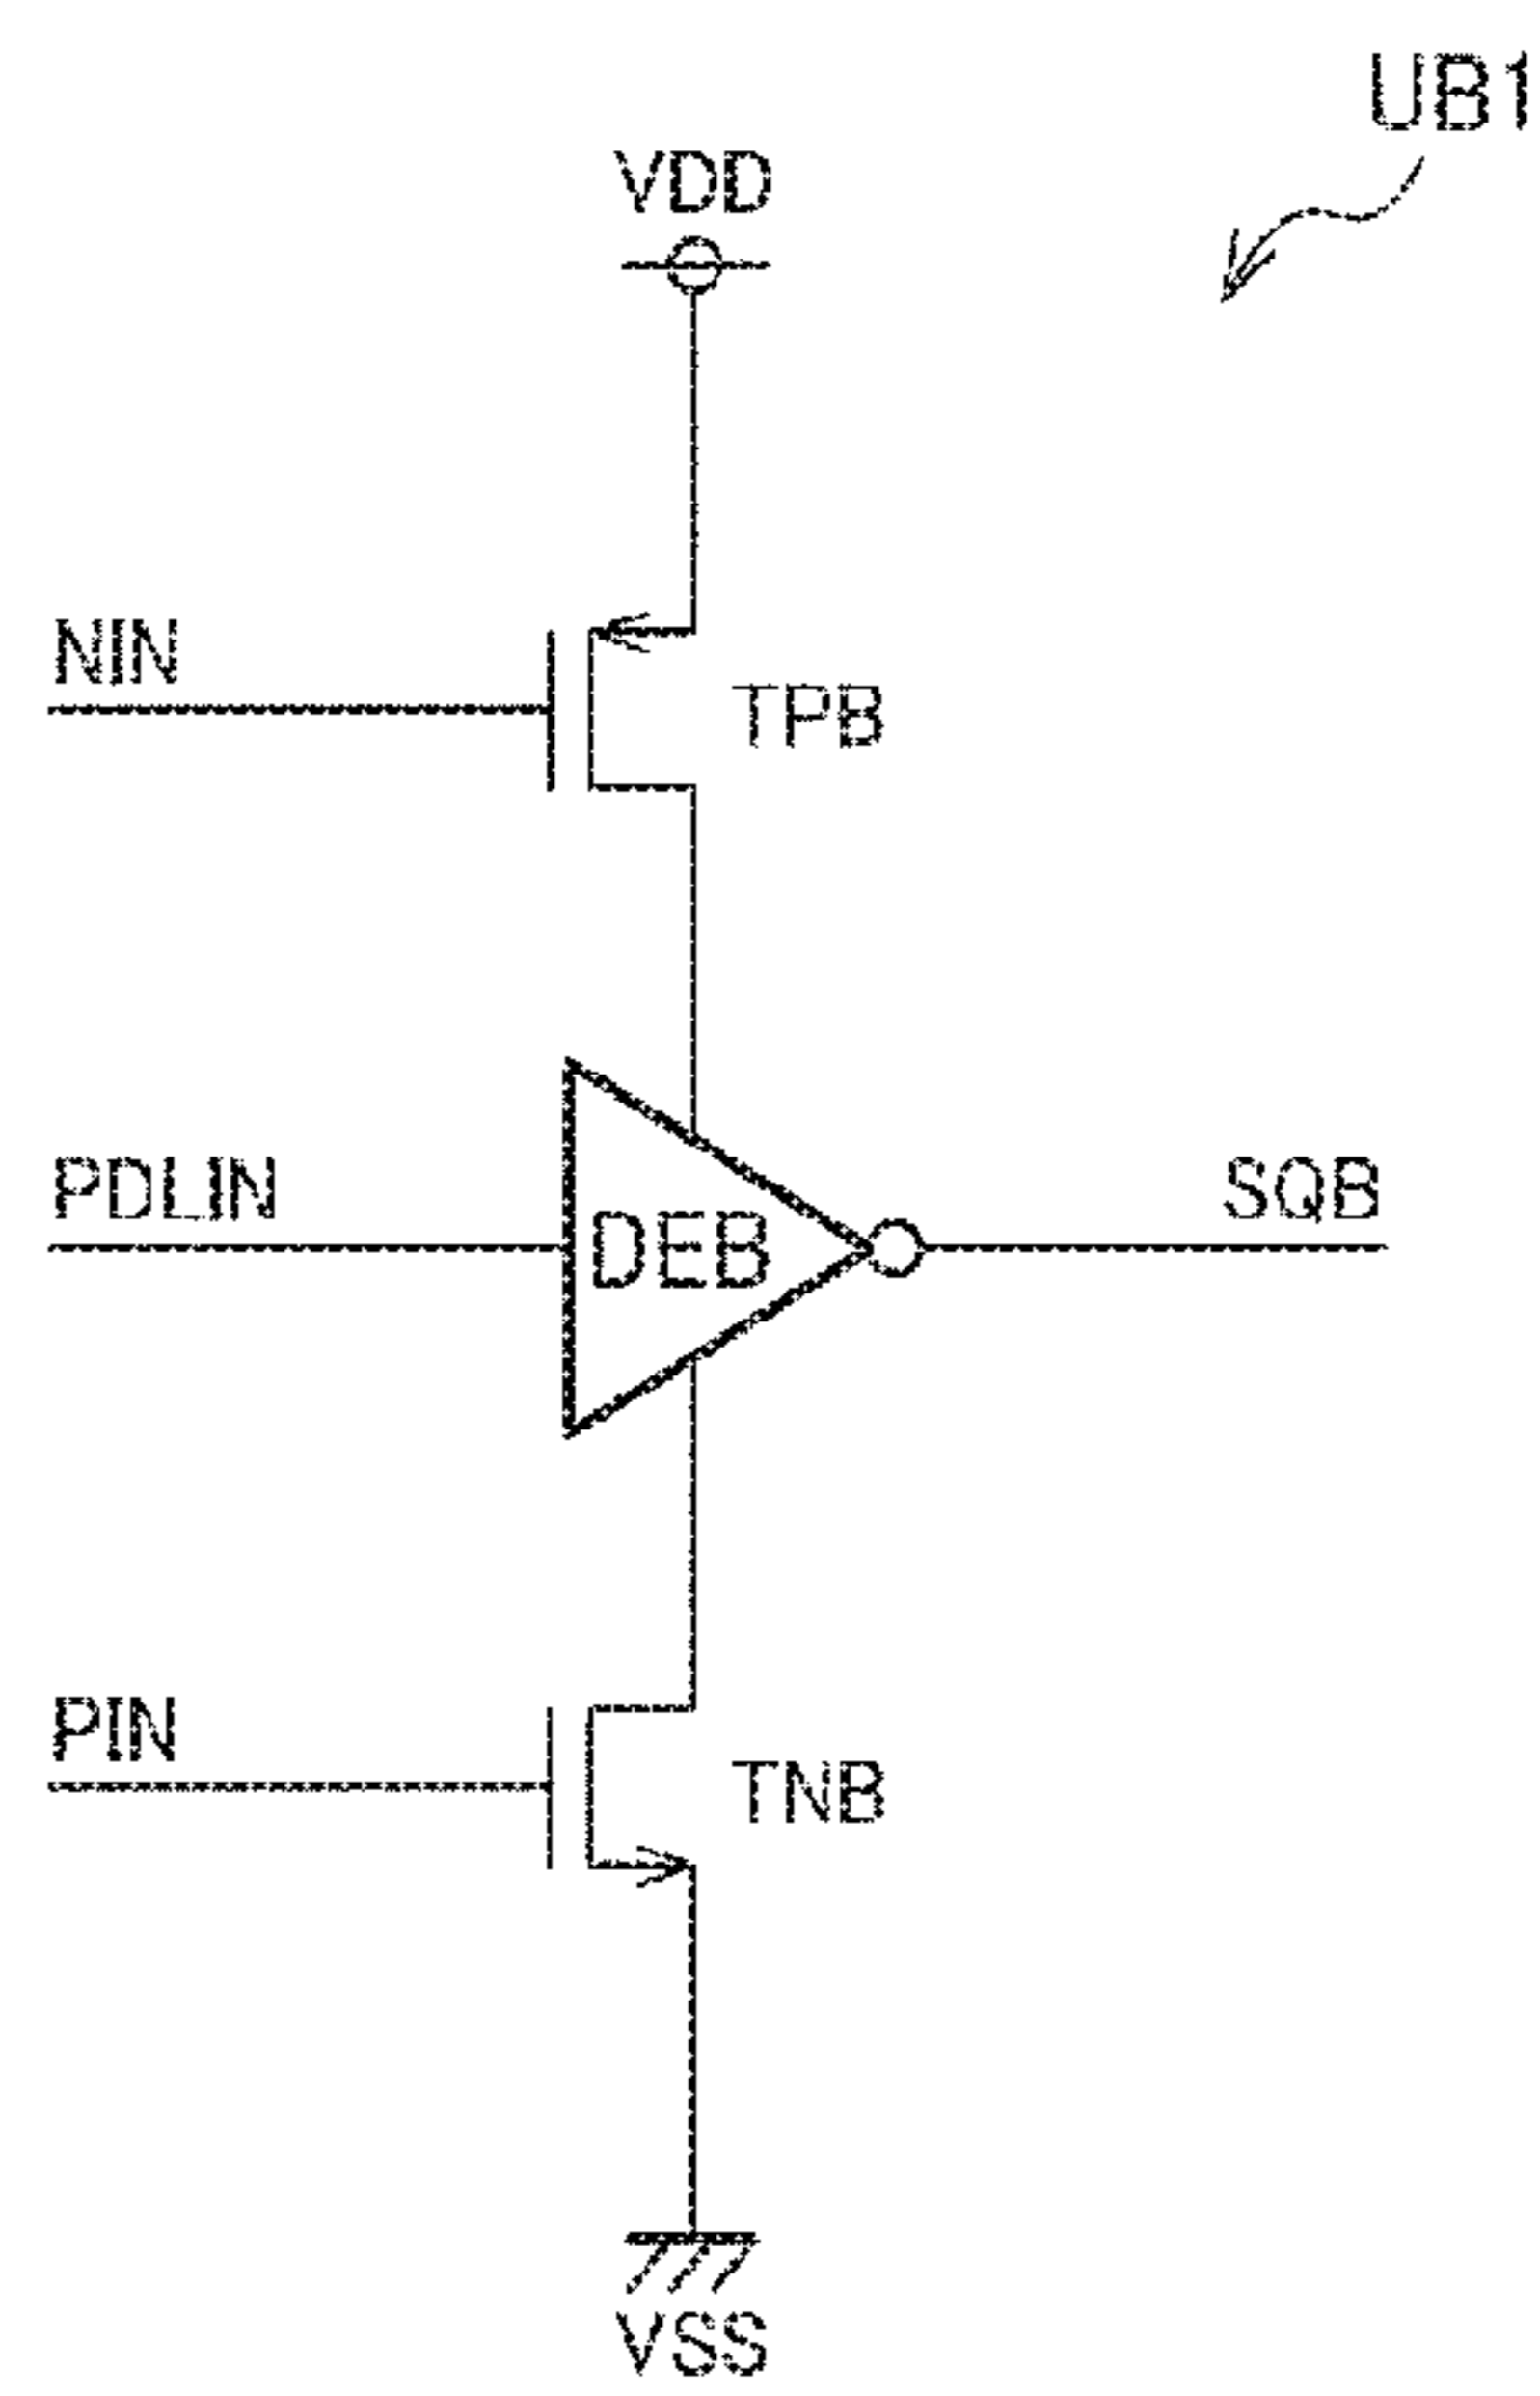 UB1
VDD
NIN
TPB
PDLIN
DEB
SQB
PIN
TNB
VSS